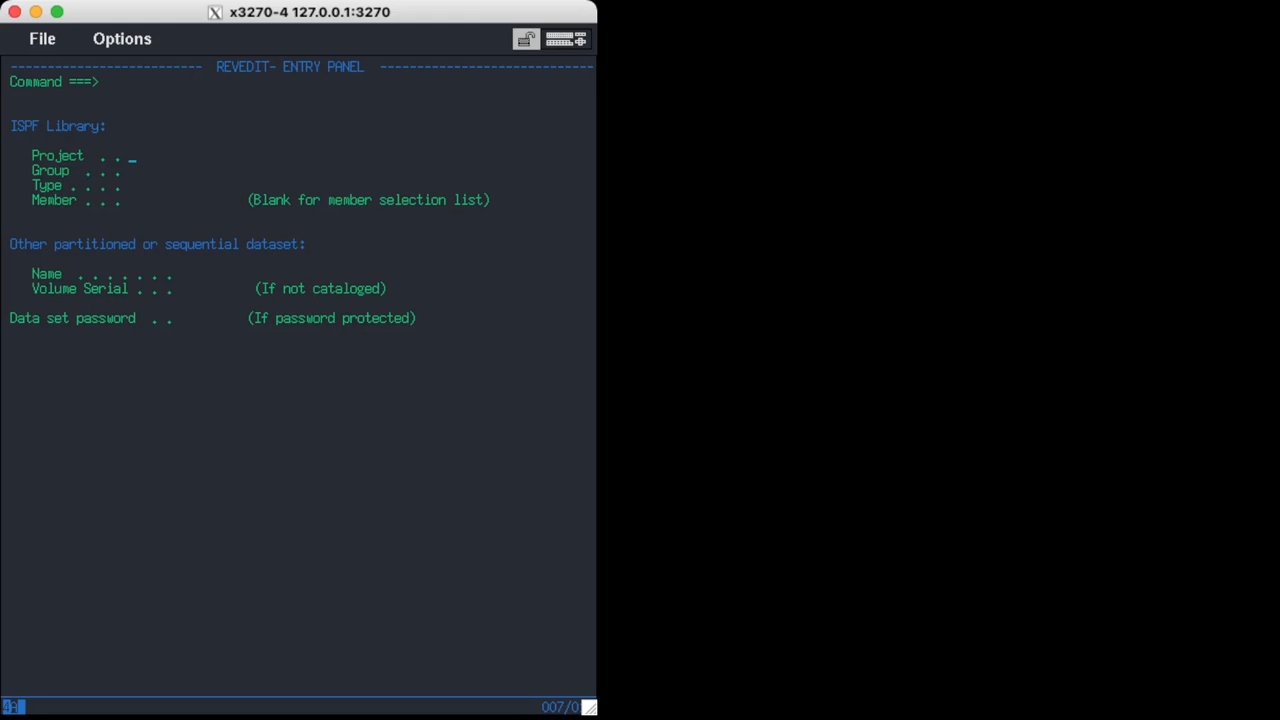 x3270-4 127.0.0.1:3270
File Options
-------------------------- REVEDIT- ENTRY PANEL -----------------------------
Command ===>
ISPF Library:
Project . . _
Group . . .
Type . . . .
Member . . . (Blank for member selection list)
Other partitioned or sequential dataset:
Name . . . . . . .
Volume Serial . . . (If not cataloged)
Data set password . . (If password protected)
007/0